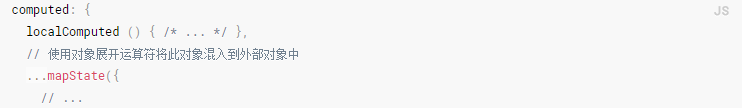 computed: {
JS
  localComputed () { /* ... */ },
  // 使用对象展开运算符将此对象混入到外部对象中
  ...mapState({
    // ...